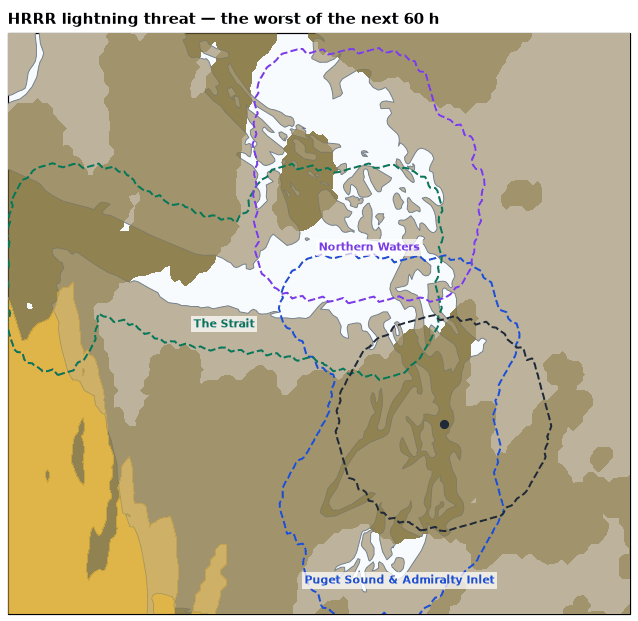 HRRR lightning threat — the worst of the next 60 h
Northern Waters
The Strait
Puget Sound & Admiralty Inlet